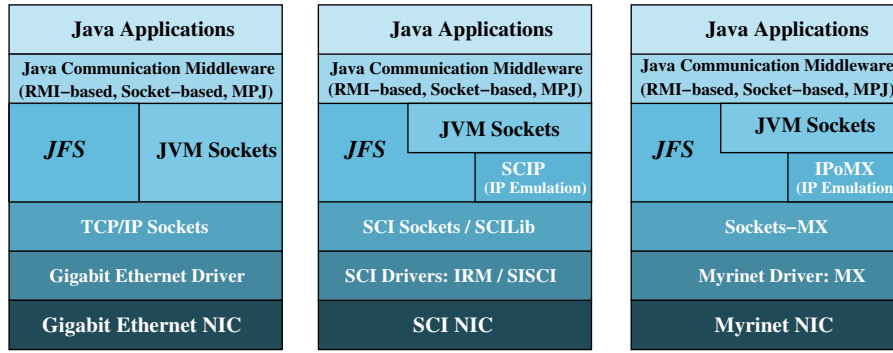 Java Applications
Java Communication Middleware
(RMI−based, Socket−based, MPJ)
JFS
JVM Sockets
TCP/IP Sockets
Gigabit Ethernet Driver
Gigabit Ethernet NIC
Java Applications
Java Communication Middleware
(RMI−based, Socket−based, MPJ)
JFS
JVM Sockets
SCIP
(IP Emulation)
SCI Sockets / SCILib
SCI Drivers: IRM / SISCI
SCI NIC
Java Applications
Java Communication Middleware
(RMI−based, Socket−based, MPJ)
JFS
JVM Sockets
IPoMX
(IP Emulation)
Sockets−MX
Myrinet Driver: MX
Myrinet NIC